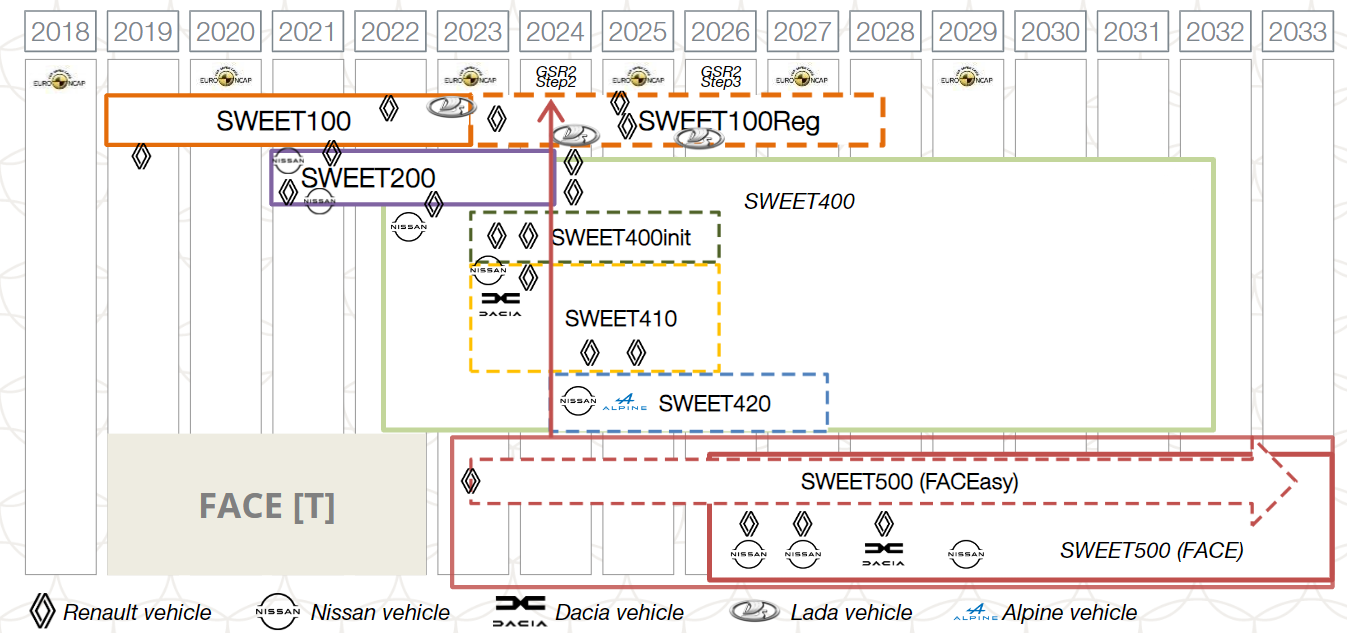 2018 2019 2020 2021 2022 2023 2024 2025 2026 2027 2028 2029 2030 2031 2032 2033
EURO NCAP EURO NCAP EURO NCAP GSR2 EURO NCAP GSR2 EURO NCAP EURO NCAP
Step2 Step3
SWEET100 SWEET100Reg
NISSAN
SWEET200
NISSAN
SWEET400
NISSAN
SWEET400init
NISSAN
DACIA
SWEET410
NISSAN ALPINE SWEET420
SWEET500 (FACEasy)
FACE [T]
NISSAN NISSAN DACIA NISSAN SWEET500 (FACE)
Renault vehicle NISSAN Nissan vehicle DACIA Dacia vehicle Lada vehicle ALPINE Alpine vehicle